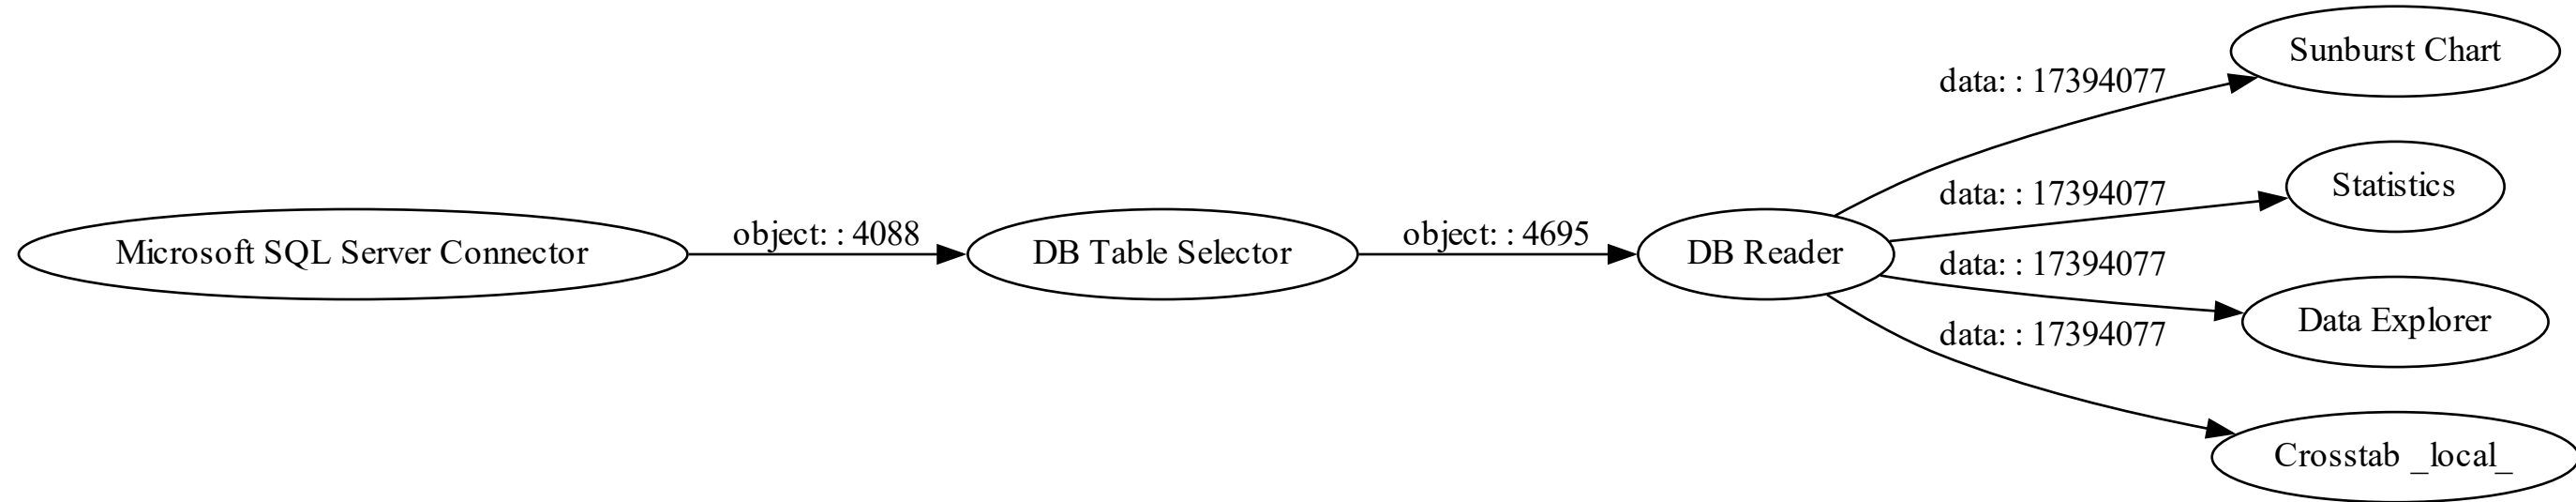 Microsoft SQL Server Connector
object: : 4088
DB Table Selector
object: : 4695
DB Reader
data: : 17394077
Sunburst Chart
data: : 17394077
Statistics
data: : 17394077
Data Explorer
data: : 17394077
Crosstab _local_